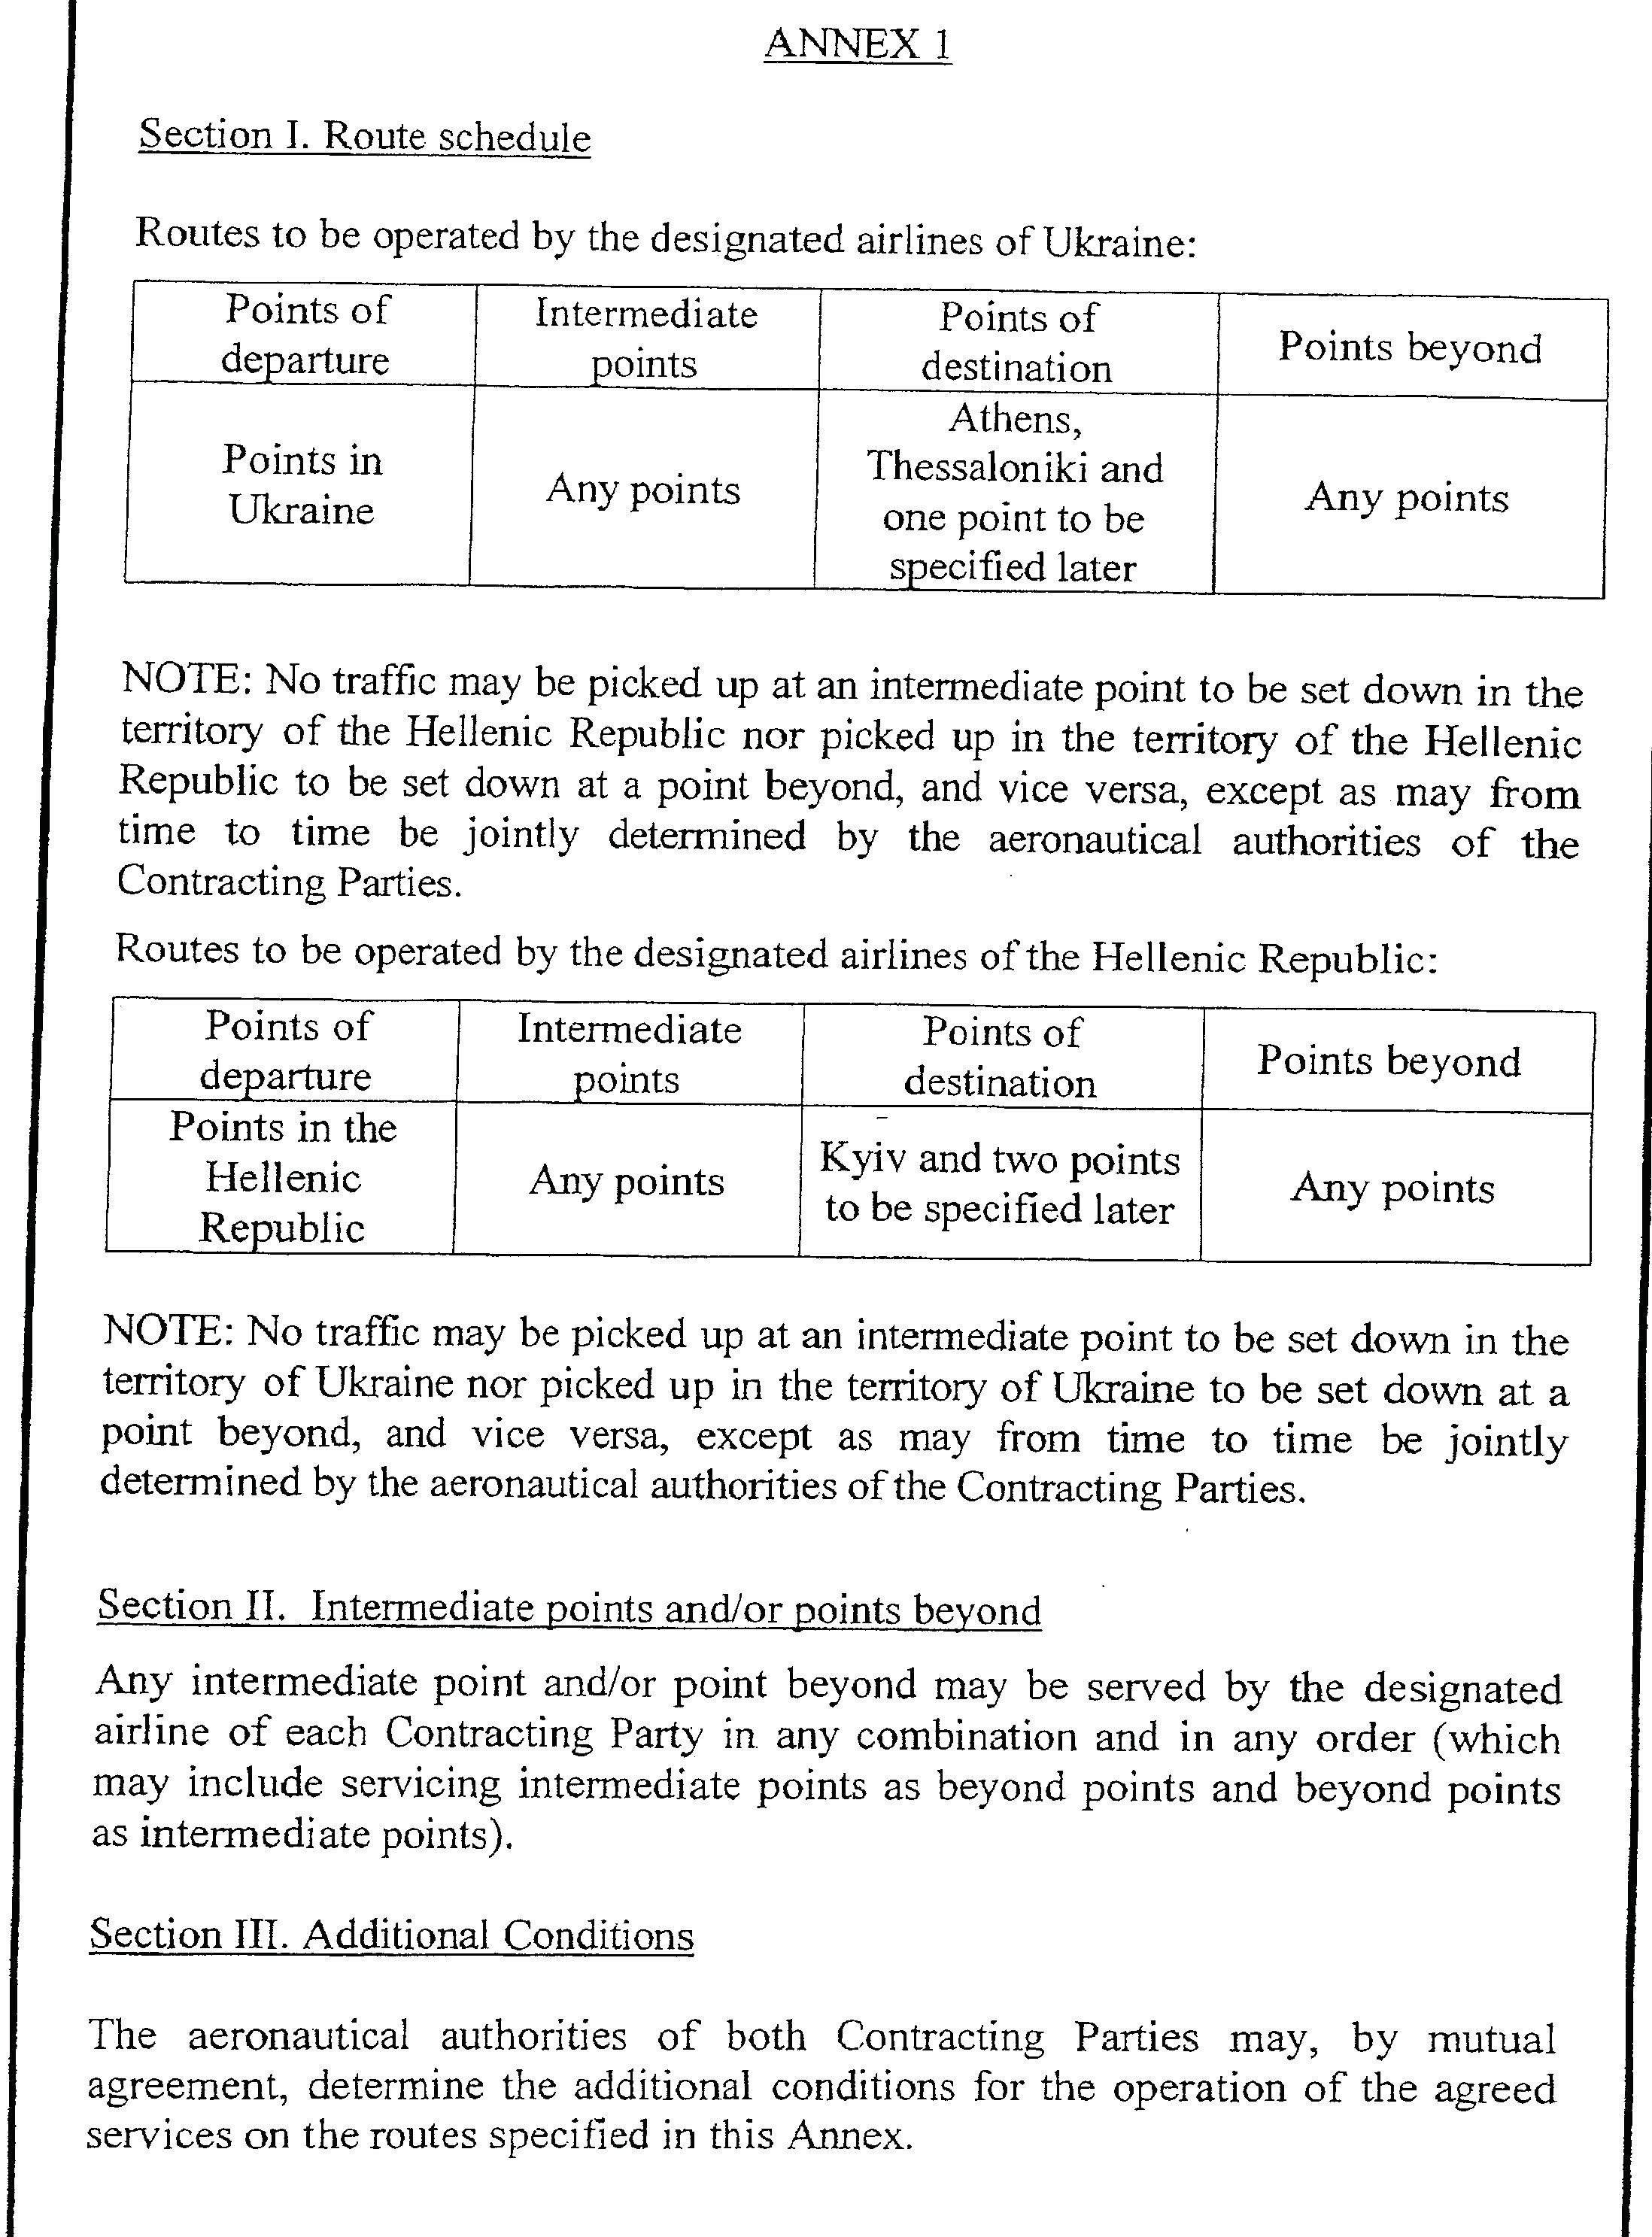 ANNEX 1
Section I. Route schedule
Routes to be operated by the designated airlines of Ukraine:
Points of departure Intermediate points Points of destination Points beyond
Points in Ukraine Any points Athens, Thessaloniki and one point to be specified later Any points
NOTE: No traffic may be picked up at an intermediate point to be set down in the
territory of the Hellenic Republic nor picked up in the territory of the Hellenic
Republic to be set down at a point beyond, and vice versa, except as may from
time to time be jointly determined by the aeronautical authorities of the
Contracting Parties.
Routes to be operated by the designated airlines of the Hellenic Republic:
Points of departure Intermediate points Points of destination Points beyond
Points in the Hellenic Republic Any points Kyiv and two points to be specified later Any points
NOTE: No traffic may be picked up at an intermediate point to be set down in the
territory of Ukraine nor picked up in the territory of Ukraine to be set down at a
point beyond, and vice versa, except as may from time to time be jointly
determined by the aeronautical authorities of the Contracting Parties.
Section II. Intermediate points and/or points beyond
Any intermediate point and/or point beyond may be served by the designated
airline of each Contracting Party in any combination and in any order (which
may include servicing intermediate points as beyond points and beyond points
as intermediate points).
Section III. Additional Conditions
The aeronautical authorities of both Contracting Parties may, by mutual
agreement, determine the additional conditions for the operation of the agreed
services on the routes specified in this Annex.